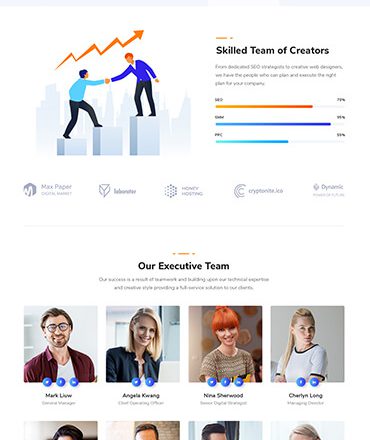 Skilled Team of Creators
From dedicated SEO strategists to creative web designers,
we have the people who can plan and execute the right
plan for your company.
SEO 75%
SMM 95%
PPC 55%
Max Paper
DIGITAL MARKET
laborator
HONEY
HOSTING
cryptonite.ico
Dynamic
Our Executive Team
Our success is a result of teamwork and building upon our technical expertise
and creative style providing a full-service solution to our clients.
Mark Liuw
General Manager
Angela Kwang
Chief Operating Officer
Nina Sherwood
Senior Digital Strategist
Cherlyn Long
Managing Director